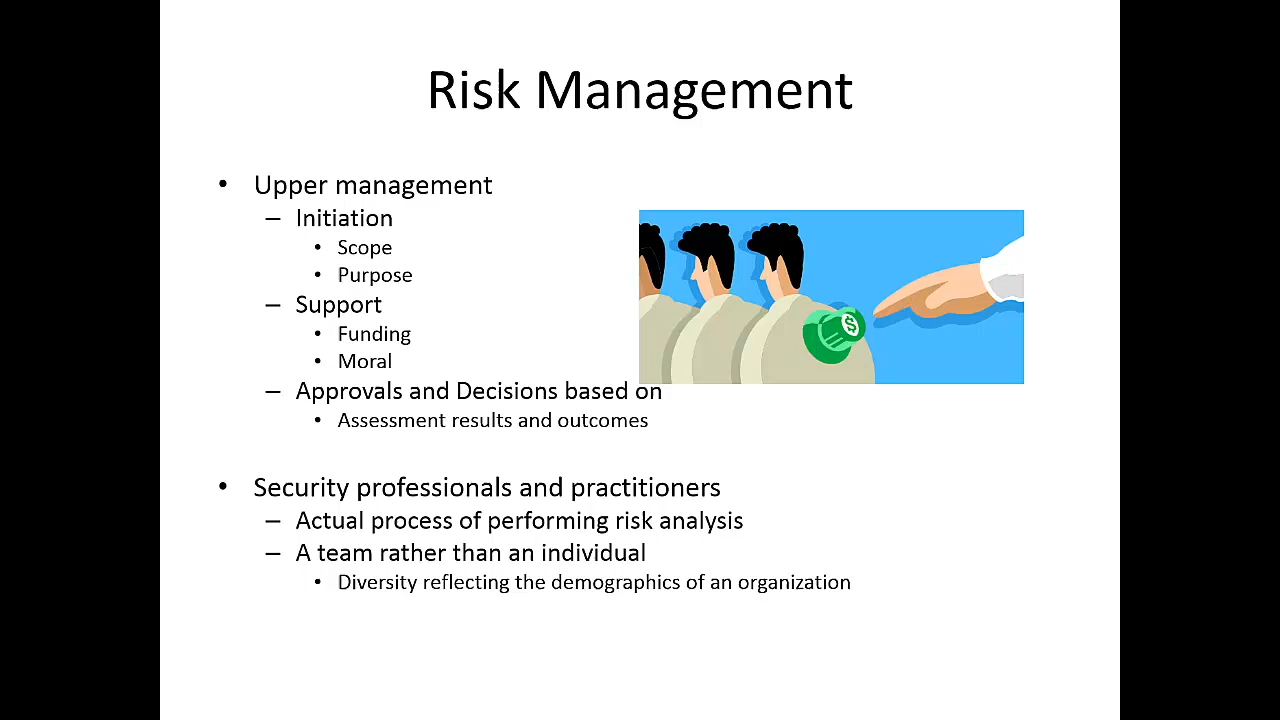 Risk Management
• Upper management
– Initiation
• Scope
• Purpose
– Support
• Funding
• Moral
– Approvals and Decisions based on
• Assessment results and outcomes
• Security professionals and practitioners
– Actual process of performing risk analysis
– A team rather than an individual
• Diversity reflecting the demographics of an organization
$